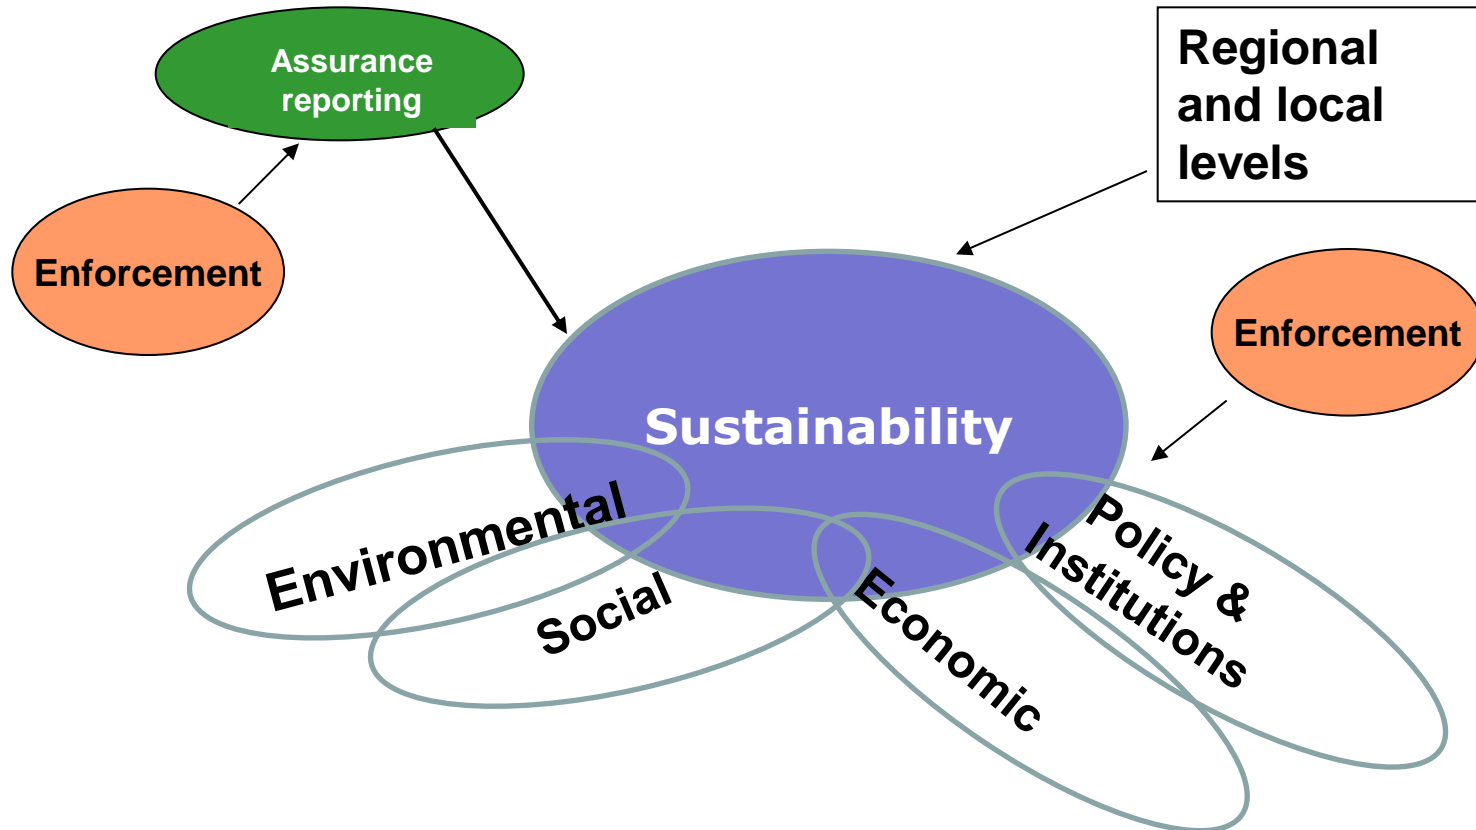 Assurance
reporting
Regional
and local
levels
Enforcement
Enforcement
Sustainability
Environmental
Social
Economic
Policy &
Institutions